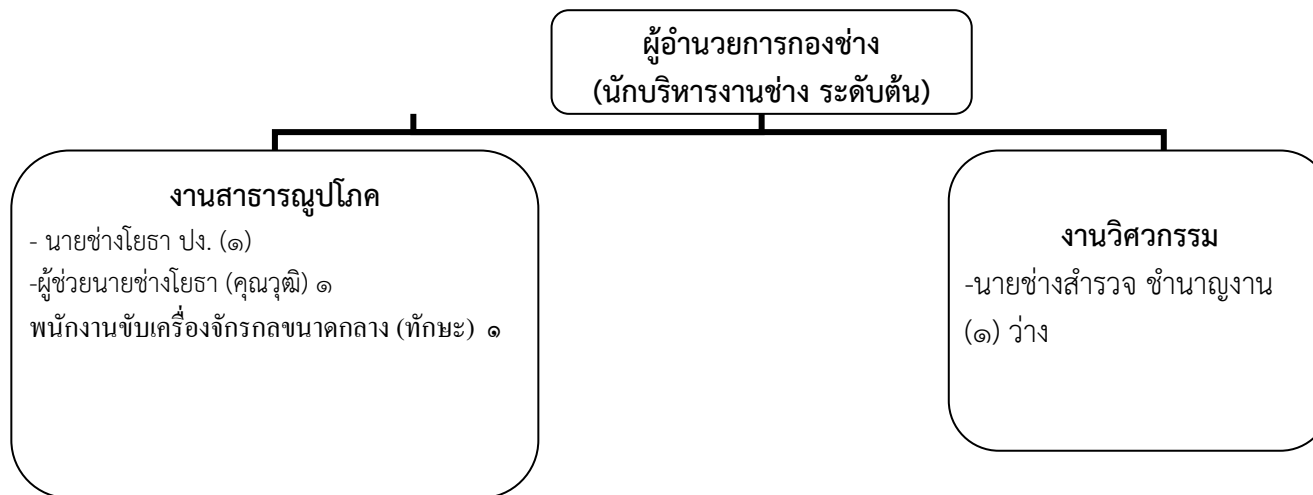 ผู้อำนวยการกองช่าง
(นักบริหารงานช่าง ระดับต้น)
งานสาธารณูปโภค
- นายช่างโยธา ปง. (๑)
-ผู้ช่วยนายช่างโยธา (คุณวุฒิ) ๑
พนักงานขับเครื่องจักรกลขนาดกลาง (ทักษะ) ๑
งานวิศวกรรม
-นายช่างสำรวจ ชำนาญงาน
(๑) ว่าง